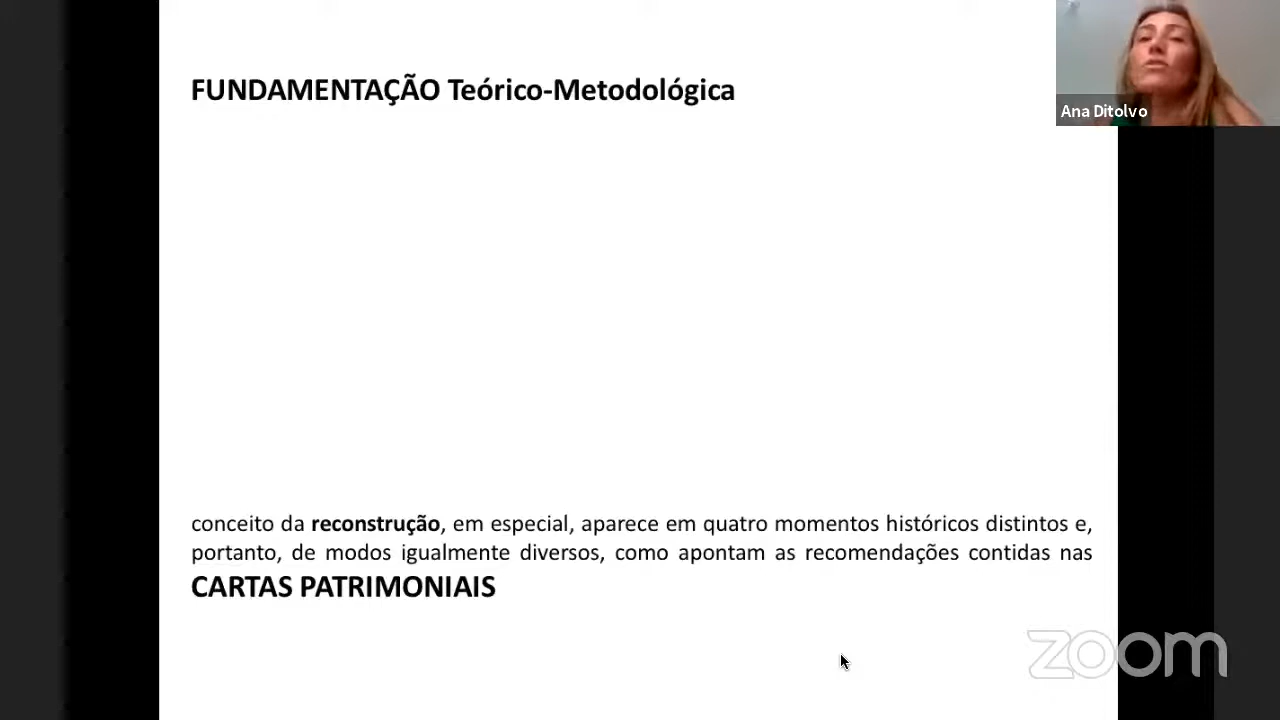 FUNDAMENTAÇÃO Teórico-Metodológica
Ana Ditolvo
conceito da reconstrução, em especial, aparece em quatro momentos históricos distintos e,
portanto, de modos igualmente diversos, como apontam as recomendações contidas nas
CARTAS PATRIMONIAIS
zoom